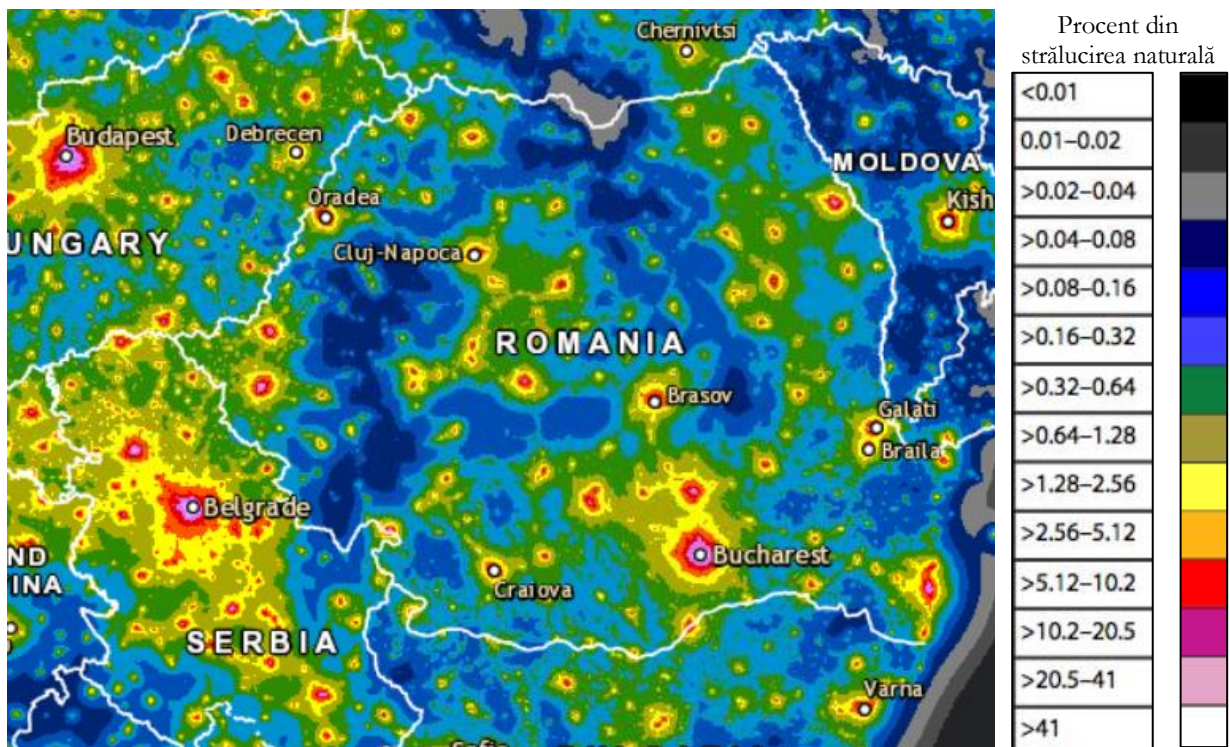 Chernivtsi
Budapest
Debrecen
MOLDOVA
Oradea
Kish
UNGARY
Cluj-Napoca
ROMANIA
Brasov
Galati
Braila
Belgrade
Bucharest
ND
INA
Craiova
SERBIA
Varna
Procent din
strălucirea naturală
<0.01
0.01–0.02
>0.02–0.04
>0.04–0.08
>0.08–0.16
>0.16–0.32
>0.32–0.64
>0.64–1.28
>1.28–2.56
>2.56–5.12
>5.12–10.2
>10.2–20.5
>20.5–41
>41